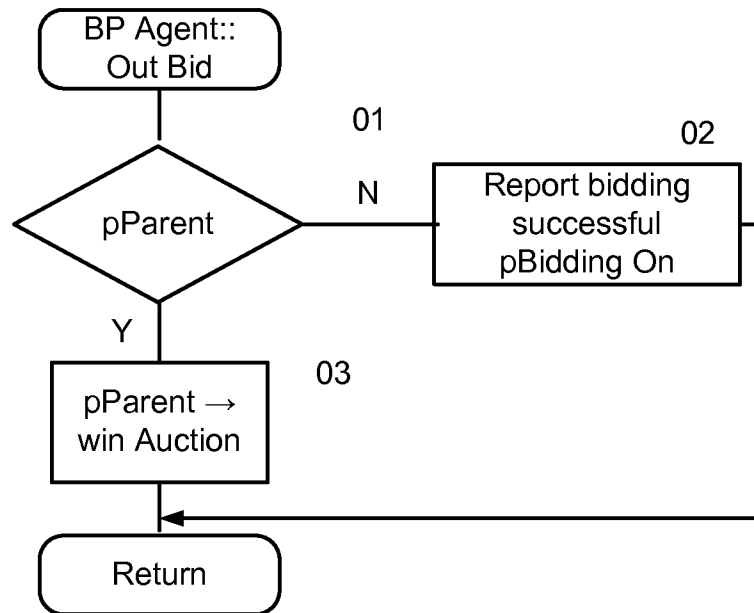 BP Agent::
Out Bid
01
02
pParent
N
Report bidding
successful
pBidding On
Y
03
pParent →
win Auction
Return